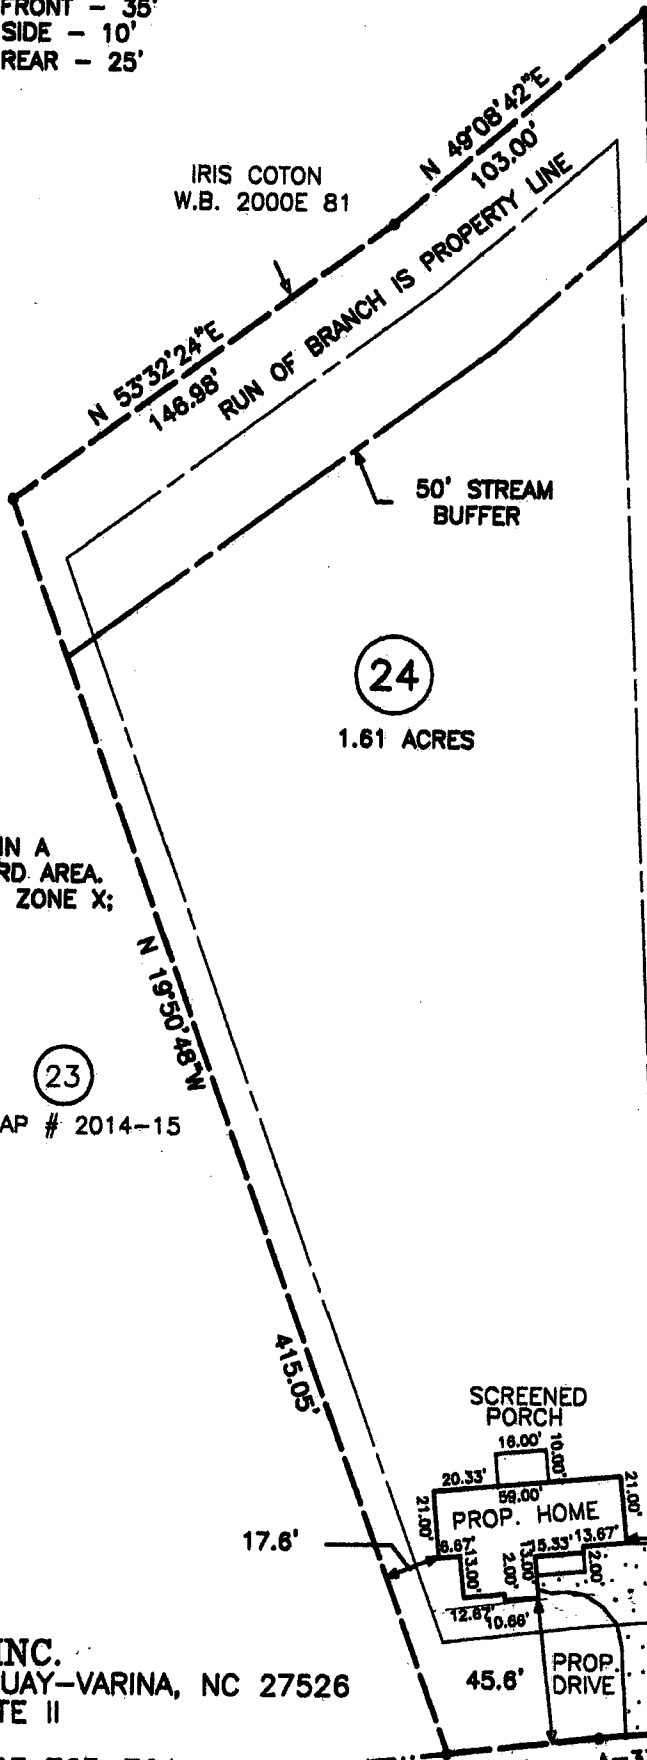 FRONT - 35'
SIDE - 10'
REAR - 25'
N 49°08'42"E
103.00'
IRIS COTON
W.B. 2000E 81
RUN OF BRANCH IS PROPERTY LINE
N 53°32'24"E
146.98'
50' STREAM
BUFFER
24
1.61 ACRES
IN A
RD AREA.
ZONE X;
N 19°50'48"W
23
AP # 2014-15
415.05'
SCREENED
PORCH
16.00'
10.00'
20.33'
59.00'
21.00'
21.00'
PROP. HOME
17.6'
6.67'
13.00'
2.00'
13.00'
15.33'
13.67'
2.00'
12.67'
10.66'
INC.
UAY-VARINA, NC 27526
TE II
45.6'
PROP.
DRIVE